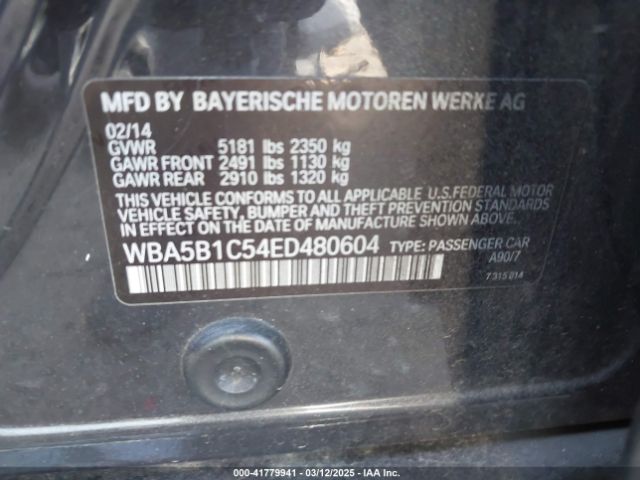 MFD BY BAYERISCHE MOTOREN WERKE AG
02/14
GVWR 5181 lbs 2350 kg
GAWR FRONT 2491 lbs 1130 kg
GAWR REAR 2910 lbs 1320 kg
THIS VEHICLE CONFORMS TO ALL APPLICABLE U.S.FEDERAL MOTOR
VEHICLE SAFETY, BUMPER AND THEFT PREVENTION STANDARDS
IN EFFECT ON THE DATE OF MANUFACTURE SHOWN ABOVE.
WBA5B1C54ED480604 TYPE: PASSENGER CAR
A90/7
7 315 014
© 000-41779941 - 03/12/2025 - IAA Inc.